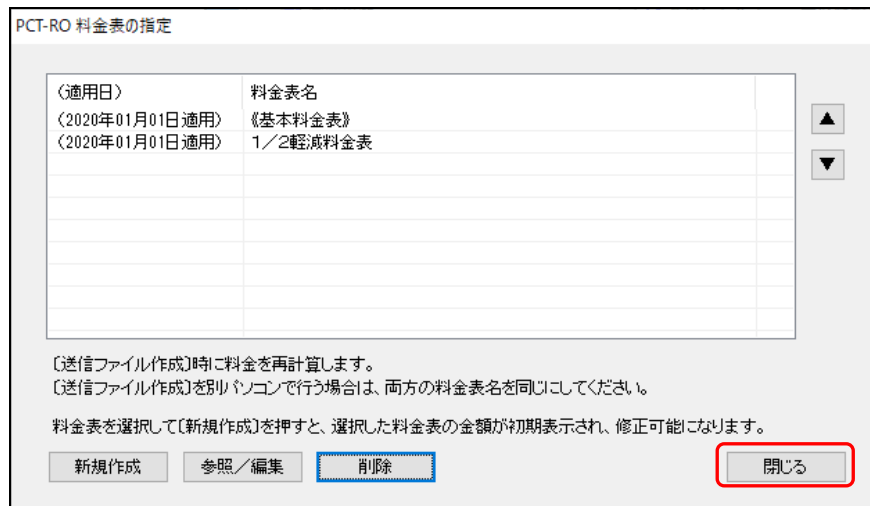 PCT-RO 料金表の指定
（適用日） 料金表名
（2020年01月01日適用） 《基本料金表》
（2020年01月01日適用） 1／2軽減料金表
▲
▼
〔送信ファイル作成〕時に料金を再計算します。
〔送信ファイル作成〕を別パソコンで行う場合は、両方の料金表名を同じにしてください。
料金表を選択して〔新規作成〕を押すと、選択した料金表の金額が初期表示され、修正可能になります。
新規作成 参照／編集 削除 閉じる